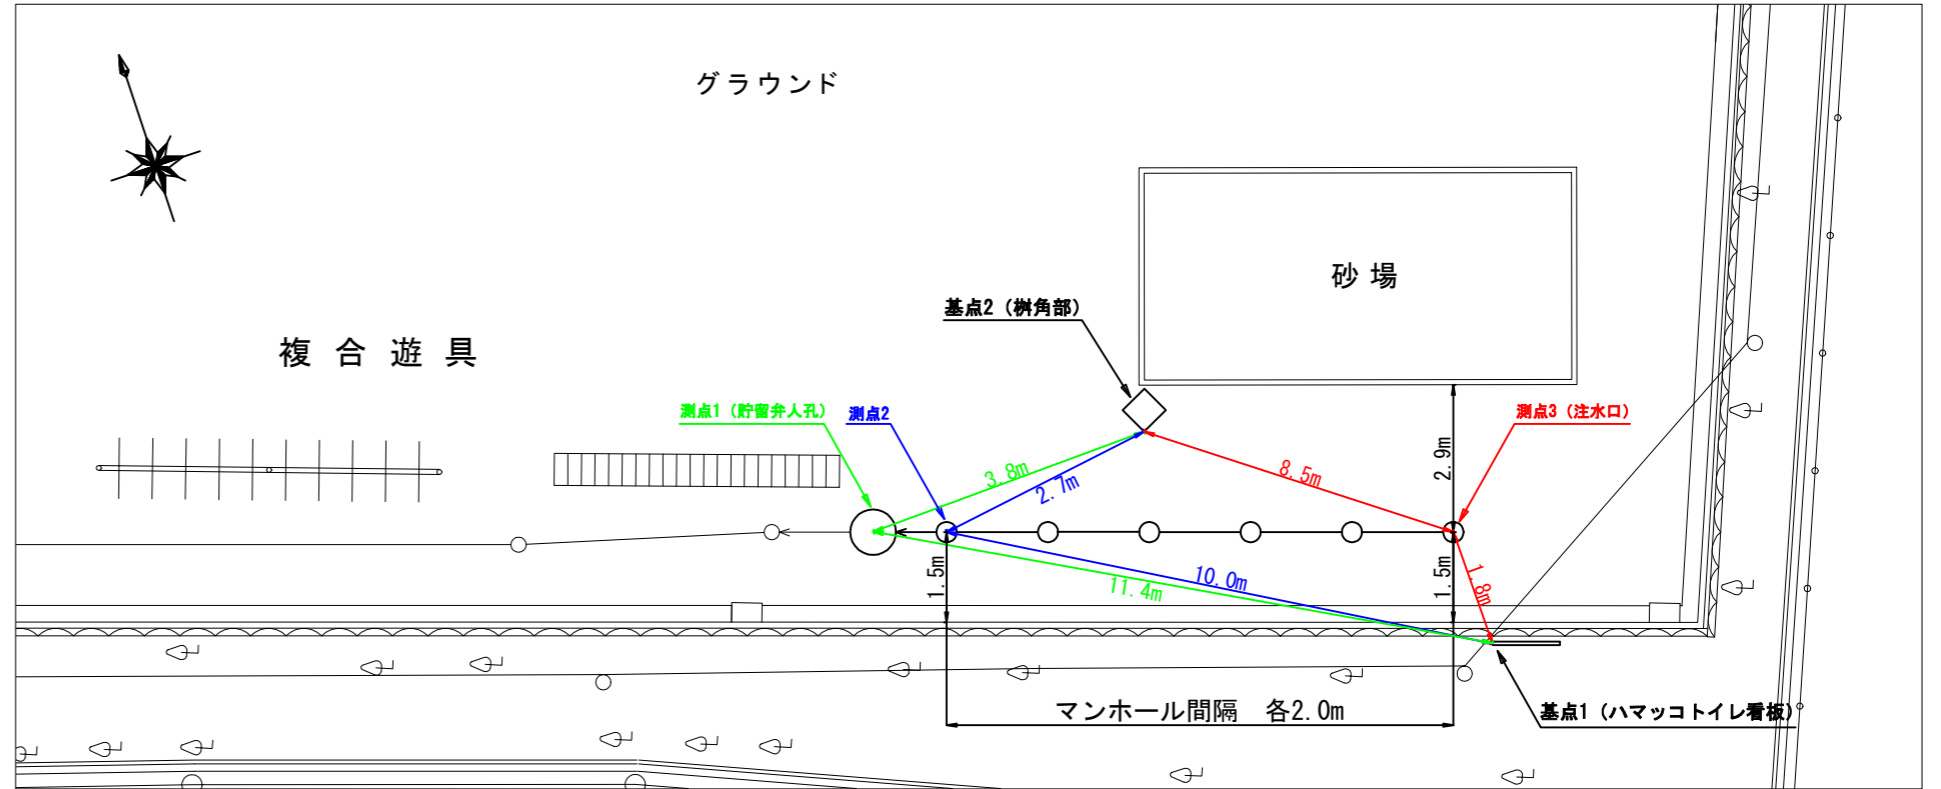 グラウンド
砂場
基点2（桝角部）
複合遊具
測点1（貯留弁人孔）
測点2
測点3（注水口）
3.8m
2.7m
8.5m
2.9m
1.5m
10.0m
11.4m
1.5m
1.8m
マンホール間隔　各2.0m
基点1（ハマッコトイレ看板）